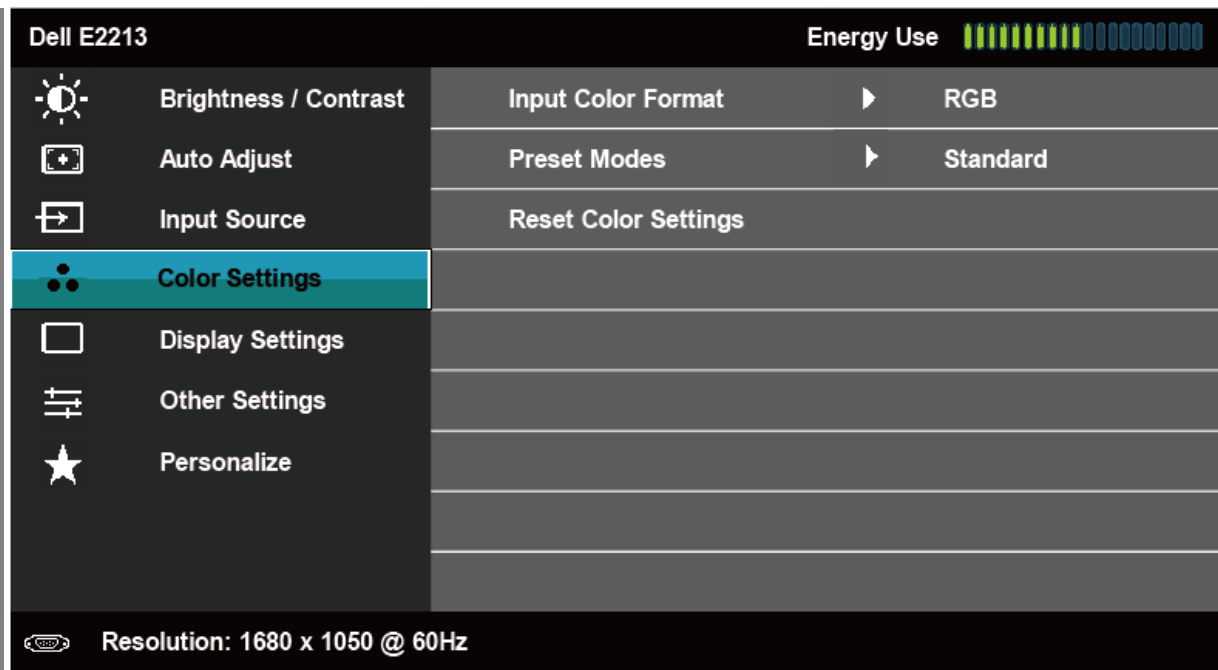 Dell E2213 Energy Use
Brightness / Contrast Input Color Format RGB
Auto Adjust Preset Modes Standard
Input Source Reset Color Settings
Color Settings
Display Settings
Other Settings
Personalize
Resolution: 1680 x 1050 @ 60Hz